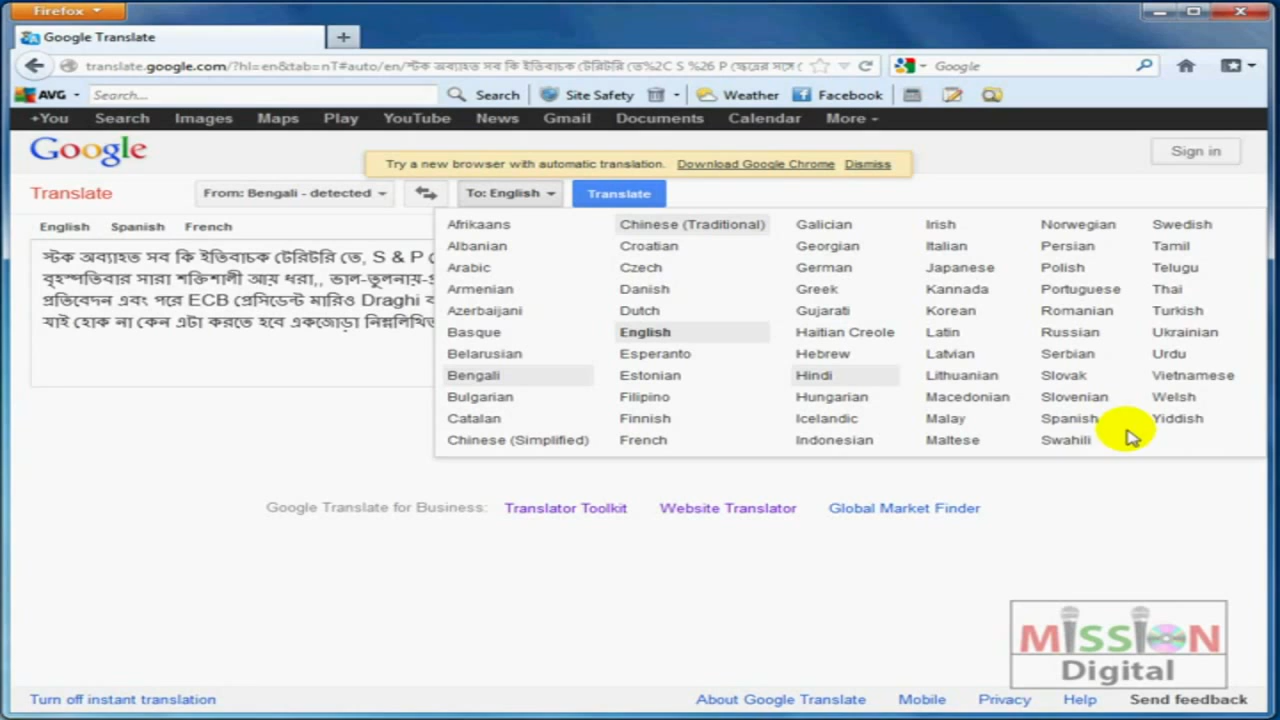 Firefox
Google Translate
translate.google.com/?hl=en&tab=nT#auto/en/স্টক অব্যাহত সব কি ইতিবাচক টেরিটরি তে%2C S %26 P
Google
AVG
Search...
Search
Site Safety
Weather
Facebook
+You Search Images Maps Play YouTube News Gmail Documents Calendar More
Google
Try a new browser with automatic translation. Download Google Chrome Dismiss
Sign in
Translate
From: Bengali - detected
To: English
Translate
English Spanish French
স্টক অব্যাহত সব কি ইতিবাচক টেরিটরি তে, S & P
বৃহস্পতিবার সারা শক্তিশালী আয় ধরা,, ভাল-তুলনায়-
প্রতিবেদন এবং পরে ECB প্রেসিডেন্ট মারিও Draghi
যাই হোক না কেন এটা করতে হবে একজোড়া নিম্নলিখিত
Afrikaans Chinese (Traditional) Galician Irish Norwegian Swedish
Albanian Croatian Georgian Italian Persian Tamil
Arabic Czech German Japanese Polish Telugu
Armenian Danish Greek Kannada Portuguese Thai
Azerbaijani Dutch Gujarati Korean Romanian Turkish
Basque English Haitian Creole Latin Russian Ukrainian
Belarusian Esperanto Hebrew Latvian Serbian Urdu
Bengali Estonian Hindi Lithuanian Slovak Vietnamese
Bulgarian Filipino Hungarian Macedonian Slovenian Welsh
Catalan Finnish Icelandic Malay Spanish Yiddish
Chinese (Simplified) French Indonesian Maltese Swahili
Google Translate for Business: Translator Toolkit Website Translator Global Market Finder
MISSION
Digital
Turn off instant translation
About Google Translate Mobile Privacy Help Send feedback